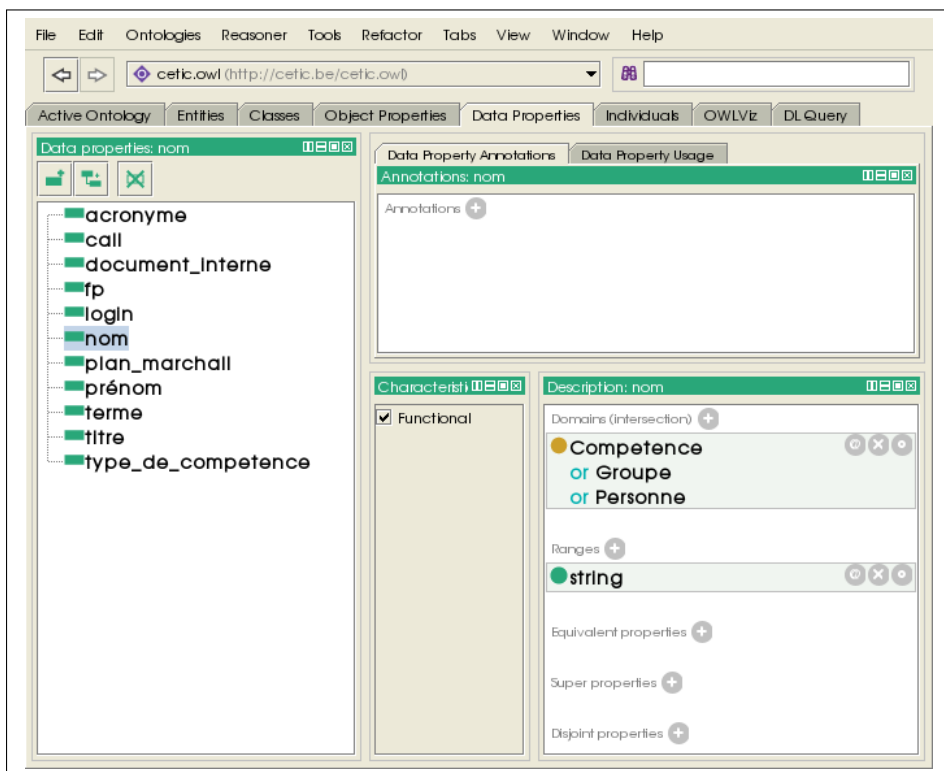 File Edit Ontologies Reasoner Tools Refactor Tabs View Window Help
cetic.owl (http://cetic.be/cetic.owl)
Active Ontology Entities Classes Object Properties Data Properties Individuals OWLViz DL Query
Data properties: nom
acronyme
call
document_interne
fp
login
nom
plan_marchall
prénom
terme
titre
type_de_competence
Data Property Annotations Data Property Usage
Annotations: nom
Annotations
Characteristi
Functional
Description: nom
Domains (intersection)
Competence
or Groupe
or Personne
Ranges
string
Equivalent properties
Super properties
Disjoint properties